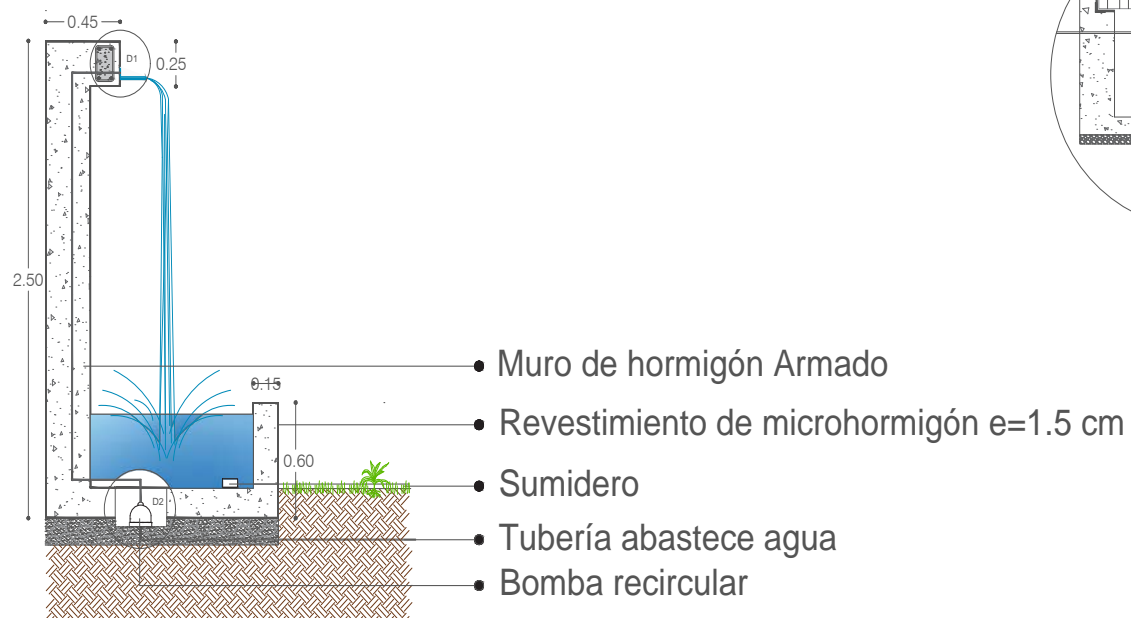 0.45
D1
0.25
2.50
Muro de hormigón Armado
0.15
Revestimiento de microhormigón e=1.5 cm
0.60
Sumidero
D2
Tubería abastece agua
Bomba recircular